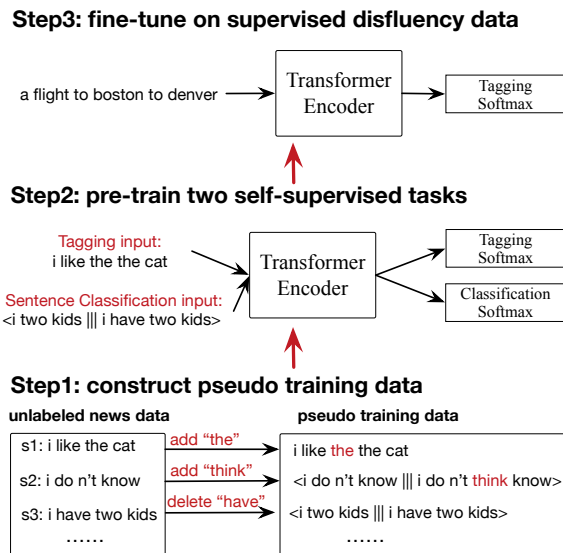 Step3: fine-tune on supervised disfluency data
a flight to boston to denver
Transformer
Encoder
Tagging
Softmax
Step2: pre-train two self-supervised tasks
Tagging input:
i like the the cat
Sentence Classification input:
<i two kids ||| i have two kids>
Transformer
Encoder
Tagging
Softmax
Classification
Softmax
Step1: construct pseudo training data
unlabeled news data
pseudo training data
s1: i like the cat
add “the”
i like the the cat
s2: i do n't know
add “think”
<i do n't know ||| i do n't think know>
s3: i have two kids
delete “have”
<i two kids ||| i have two kids>
......
......